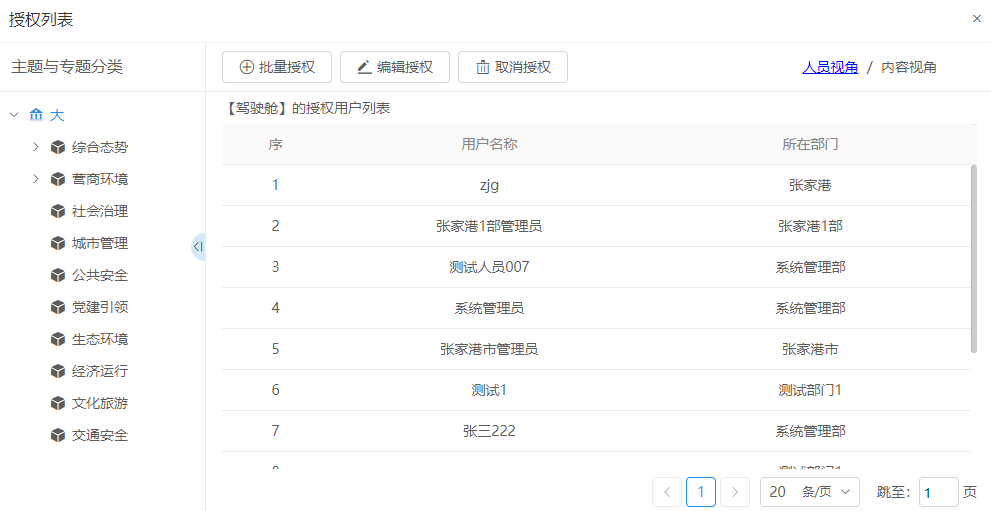 授权列表
×
主题与专题分类
批量授权 编辑授权 取消授权 人员视角 / 内容视角
大
综合态势
营商环境
社会治理
城市管理
公共安全
党建引领
生态环境
经济运行
文化旅游
交通安全
【驾驶舱】的授权用户列表
序 用户名称 所在部门
1 zjg 张家港
2 张家港1部管理员 张家港1部
3 测试人员007 系统管理部
4 系统管理员 系统管理部
5 张家港市管理员 张家港市
6 测试1 测试部门1
7 张三222 系统管理部
1 20 条/页 跳至: 1 页